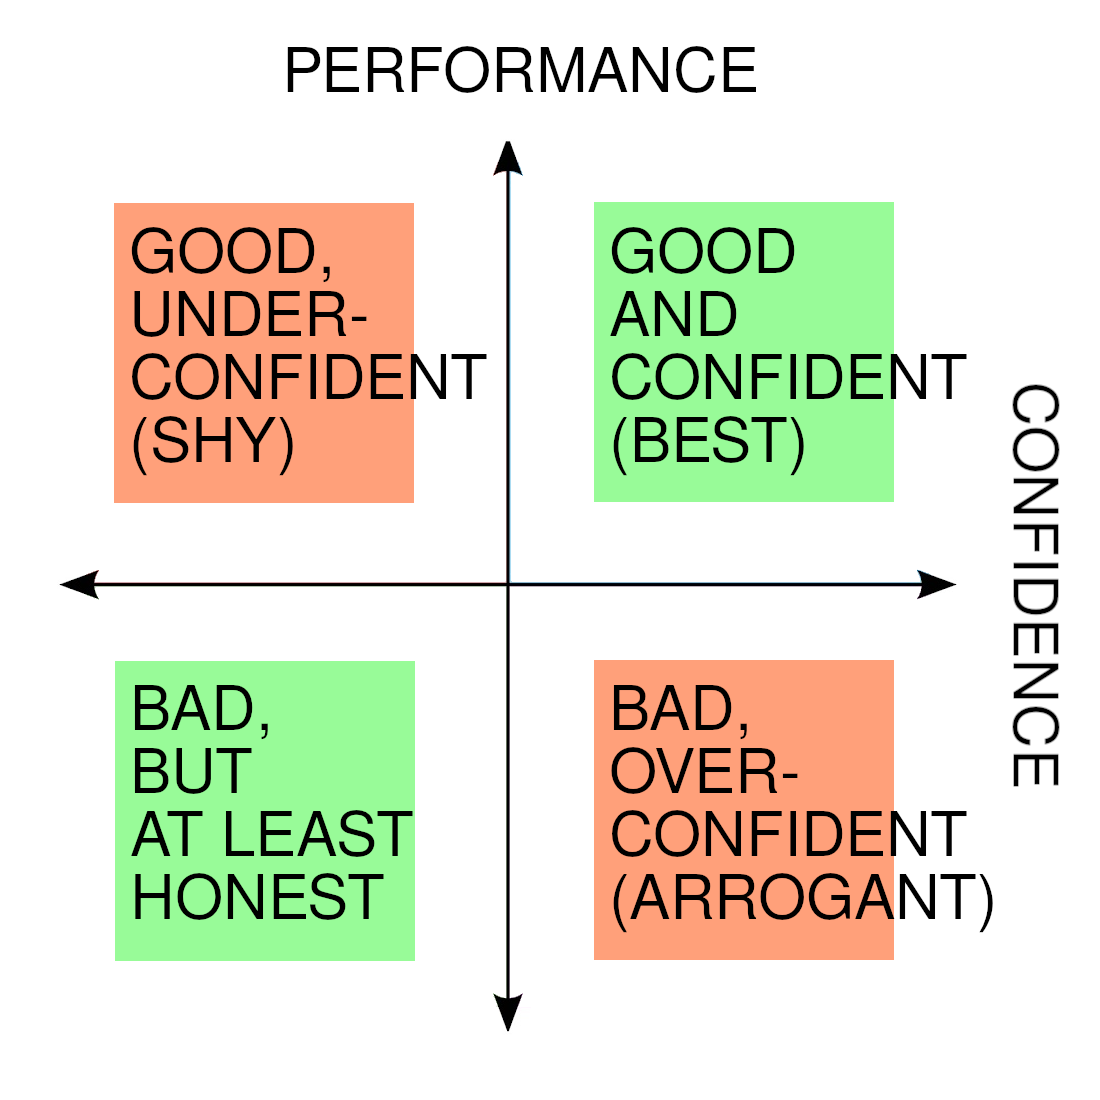 PERFORMANCE
GOOD,
UNDER-
CONFIDENT
(SHY)
GOOD
AND
CONFIDENT
(BEST)
CONFIDENCE
BAD,
BUT
AT LEAST
HONEST
BAD,
OVER-
CONFIDENT
(ARROGANT)